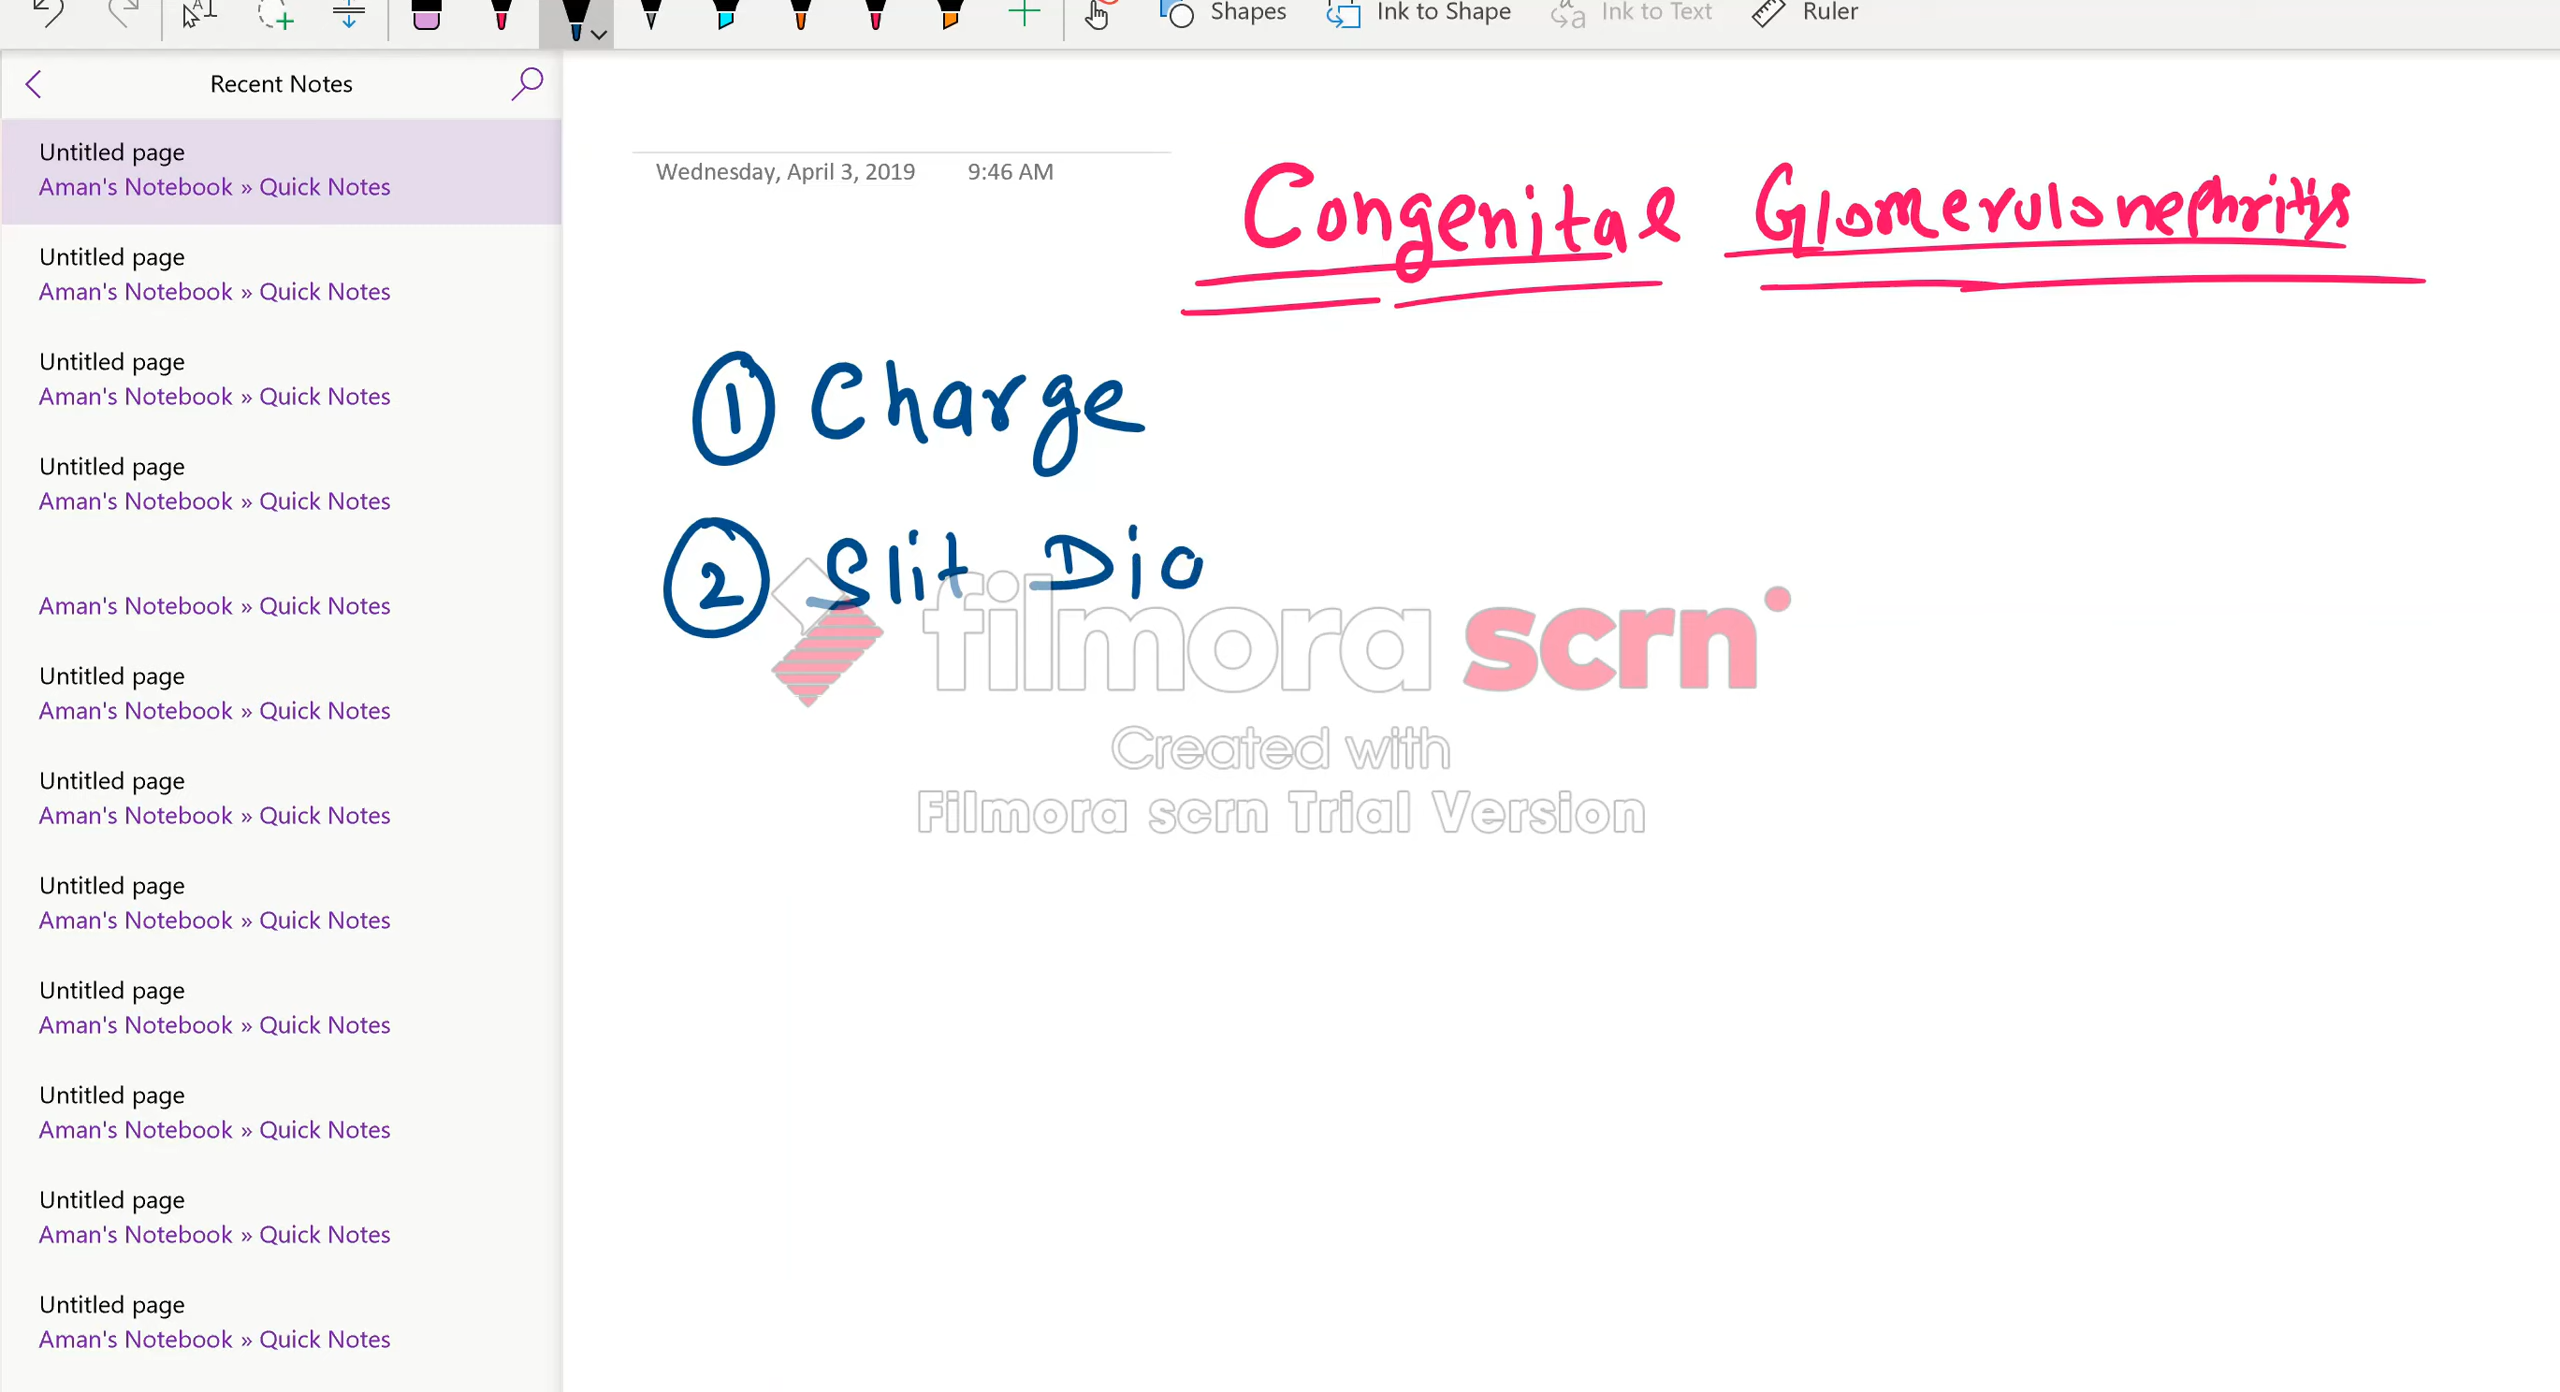 Shapes
Ink to Shape
Ink to Text
Ruler
Recent Notes
Untitled page
Aman's Notebook » Quick Notes
Untitled page
Aman's Notebook » Quick Notes
Untitled page
Aman's Notebook » Quick Notes
Untitled page
Aman's Notebook » Quick Notes
Aman's Notebook » Quick Notes
Untitled page
Aman's Notebook » Quick Notes
Untitled page
Aman's Notebook » Quick Notes
Untitled page
Aman's Notebook » Quick Notes
Untitled page
Aman's Notebook » Quick Notes
Untitled page
Aman's Notebook » Quick Notes
Untitled page
Aman's Notebook » Quick Notes
Untitled page
Aman's Notebook » Quick Notes
Wednesday, April 3, 2019 9:46 AM
Congenital Glomerulonephritis
① Charge
② Slit Dia
filmora scrn
Created with
Filmora scrn Trial Version